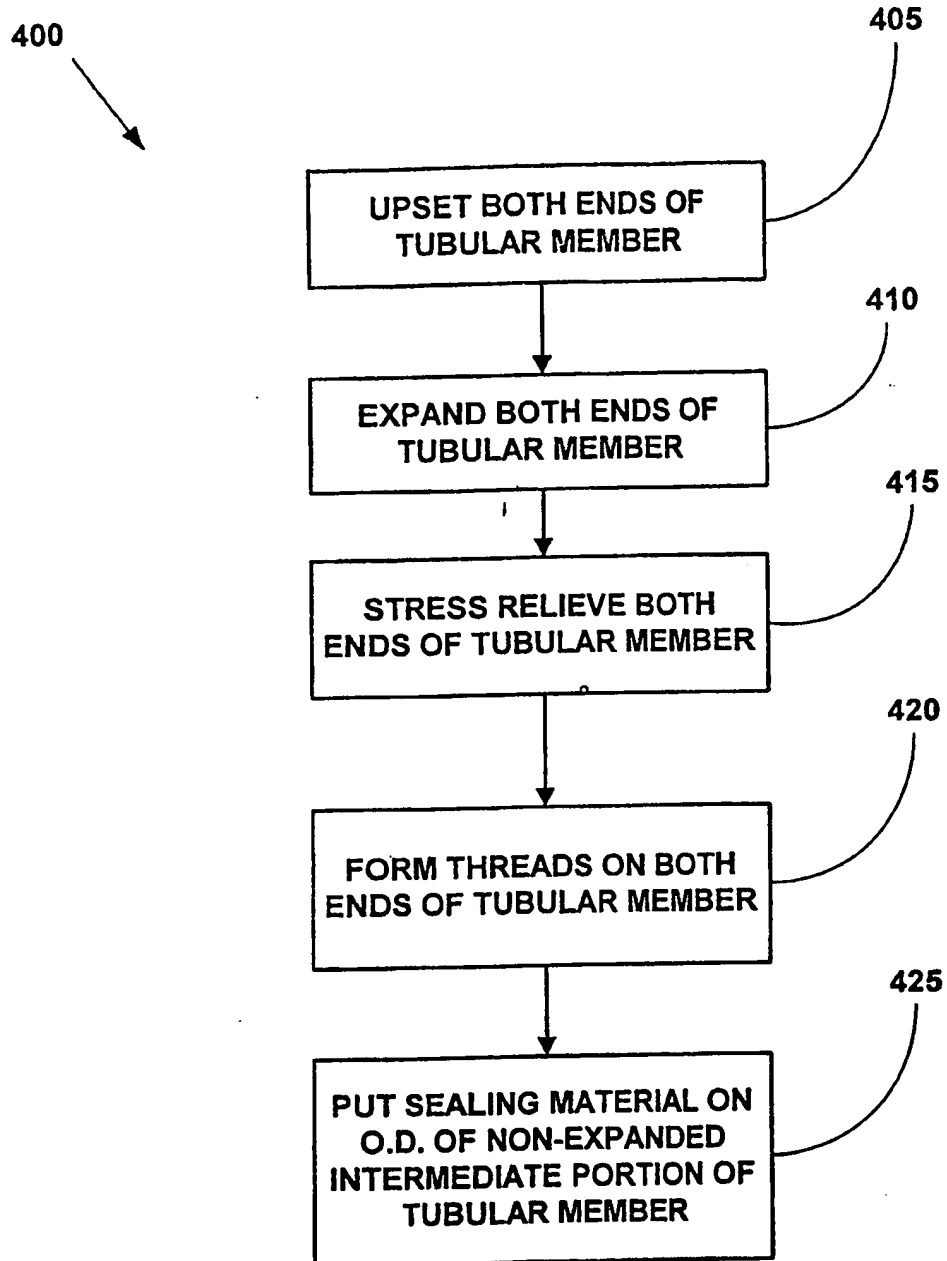 400
405
UPSET BOTH ENDS OF
TUBULAR MEMBER
410
EXPAND BOTH ENDS OF
TUBULAR MEMBER
415
STRESS RELIEVE BOTH
ENDS OF TUBULAR MEMBER
420
FORM THREADS ON BOTH
ENDS OF TUBULAR MEMBER
425
PUT SEALING MATERIAL ON
O.D. OF NON-EXPANDED
INTERMEDIATE PORTION OF
TUBULAR MEMBER